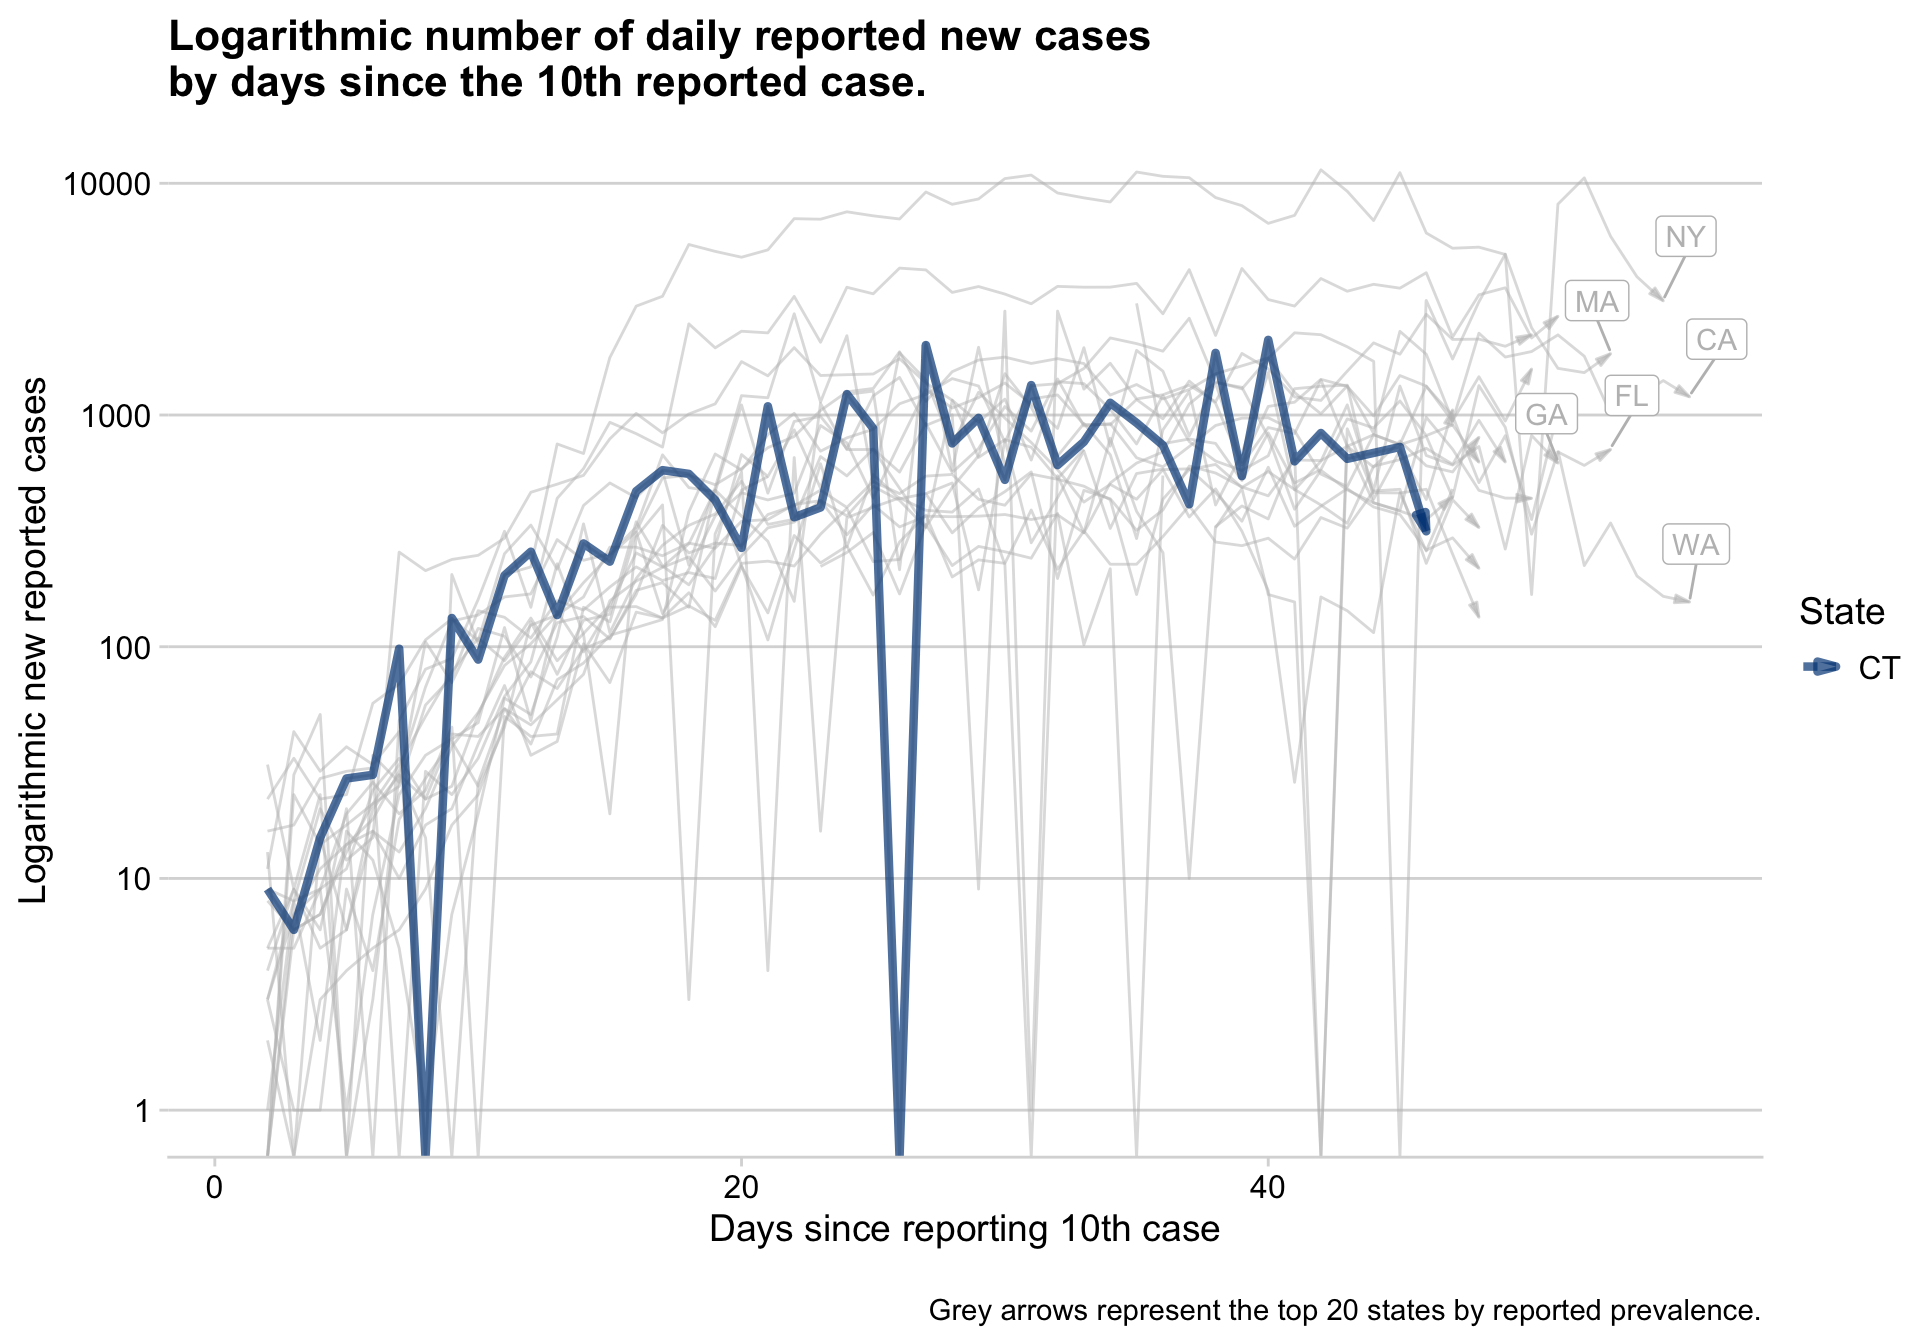 Logarithmic number of daily reported new cases
by days since the 10th reported case.
10000
1000
100
10
1
Logarithmic new reported cases
NY
MA
CA
FL
GA
WA
State
CT
0
20
40
Days since reporting 10th case
Grey arrows represent the top 20 states by reported prevalence.